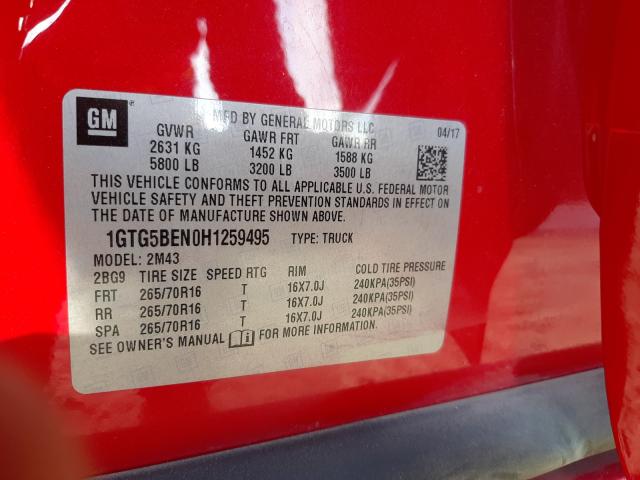 GM
MFD BY GENERAL MOTORS LLC
04/17
GVWR GAWR FRT GAWR RR
2631 KG 1452 KG 1588 KG
5800 LB 3200 LB 3500 LB
THIS VEHICLE CONFORMS TO ALL APPLICABLE U.S. FEDERAL MOTOR
VEHICLE SAFETY AND THEFT PREVENTION STANDARDS IN EFFECT ON
THE DATE OF MANUFACTURE SHOWN ABOVE.
1GTG5BEN0H1259495 TYPE: TRUCK
MODEL: 2M43
2BG9 TIRE SIZE SPEED RTG RIM COLD TIRE PRESSURE
FRT 265/70R16 T 16X7.0J 240KPA(35PSI)
RR 265/70R16 T 16X7.0J 240KPA(35PSI)
SPA 265/70R16 T 16X7.0J 240KPA(35PSI)
SEE OWNER'S MANUAL FOR MORE INFORMATION.